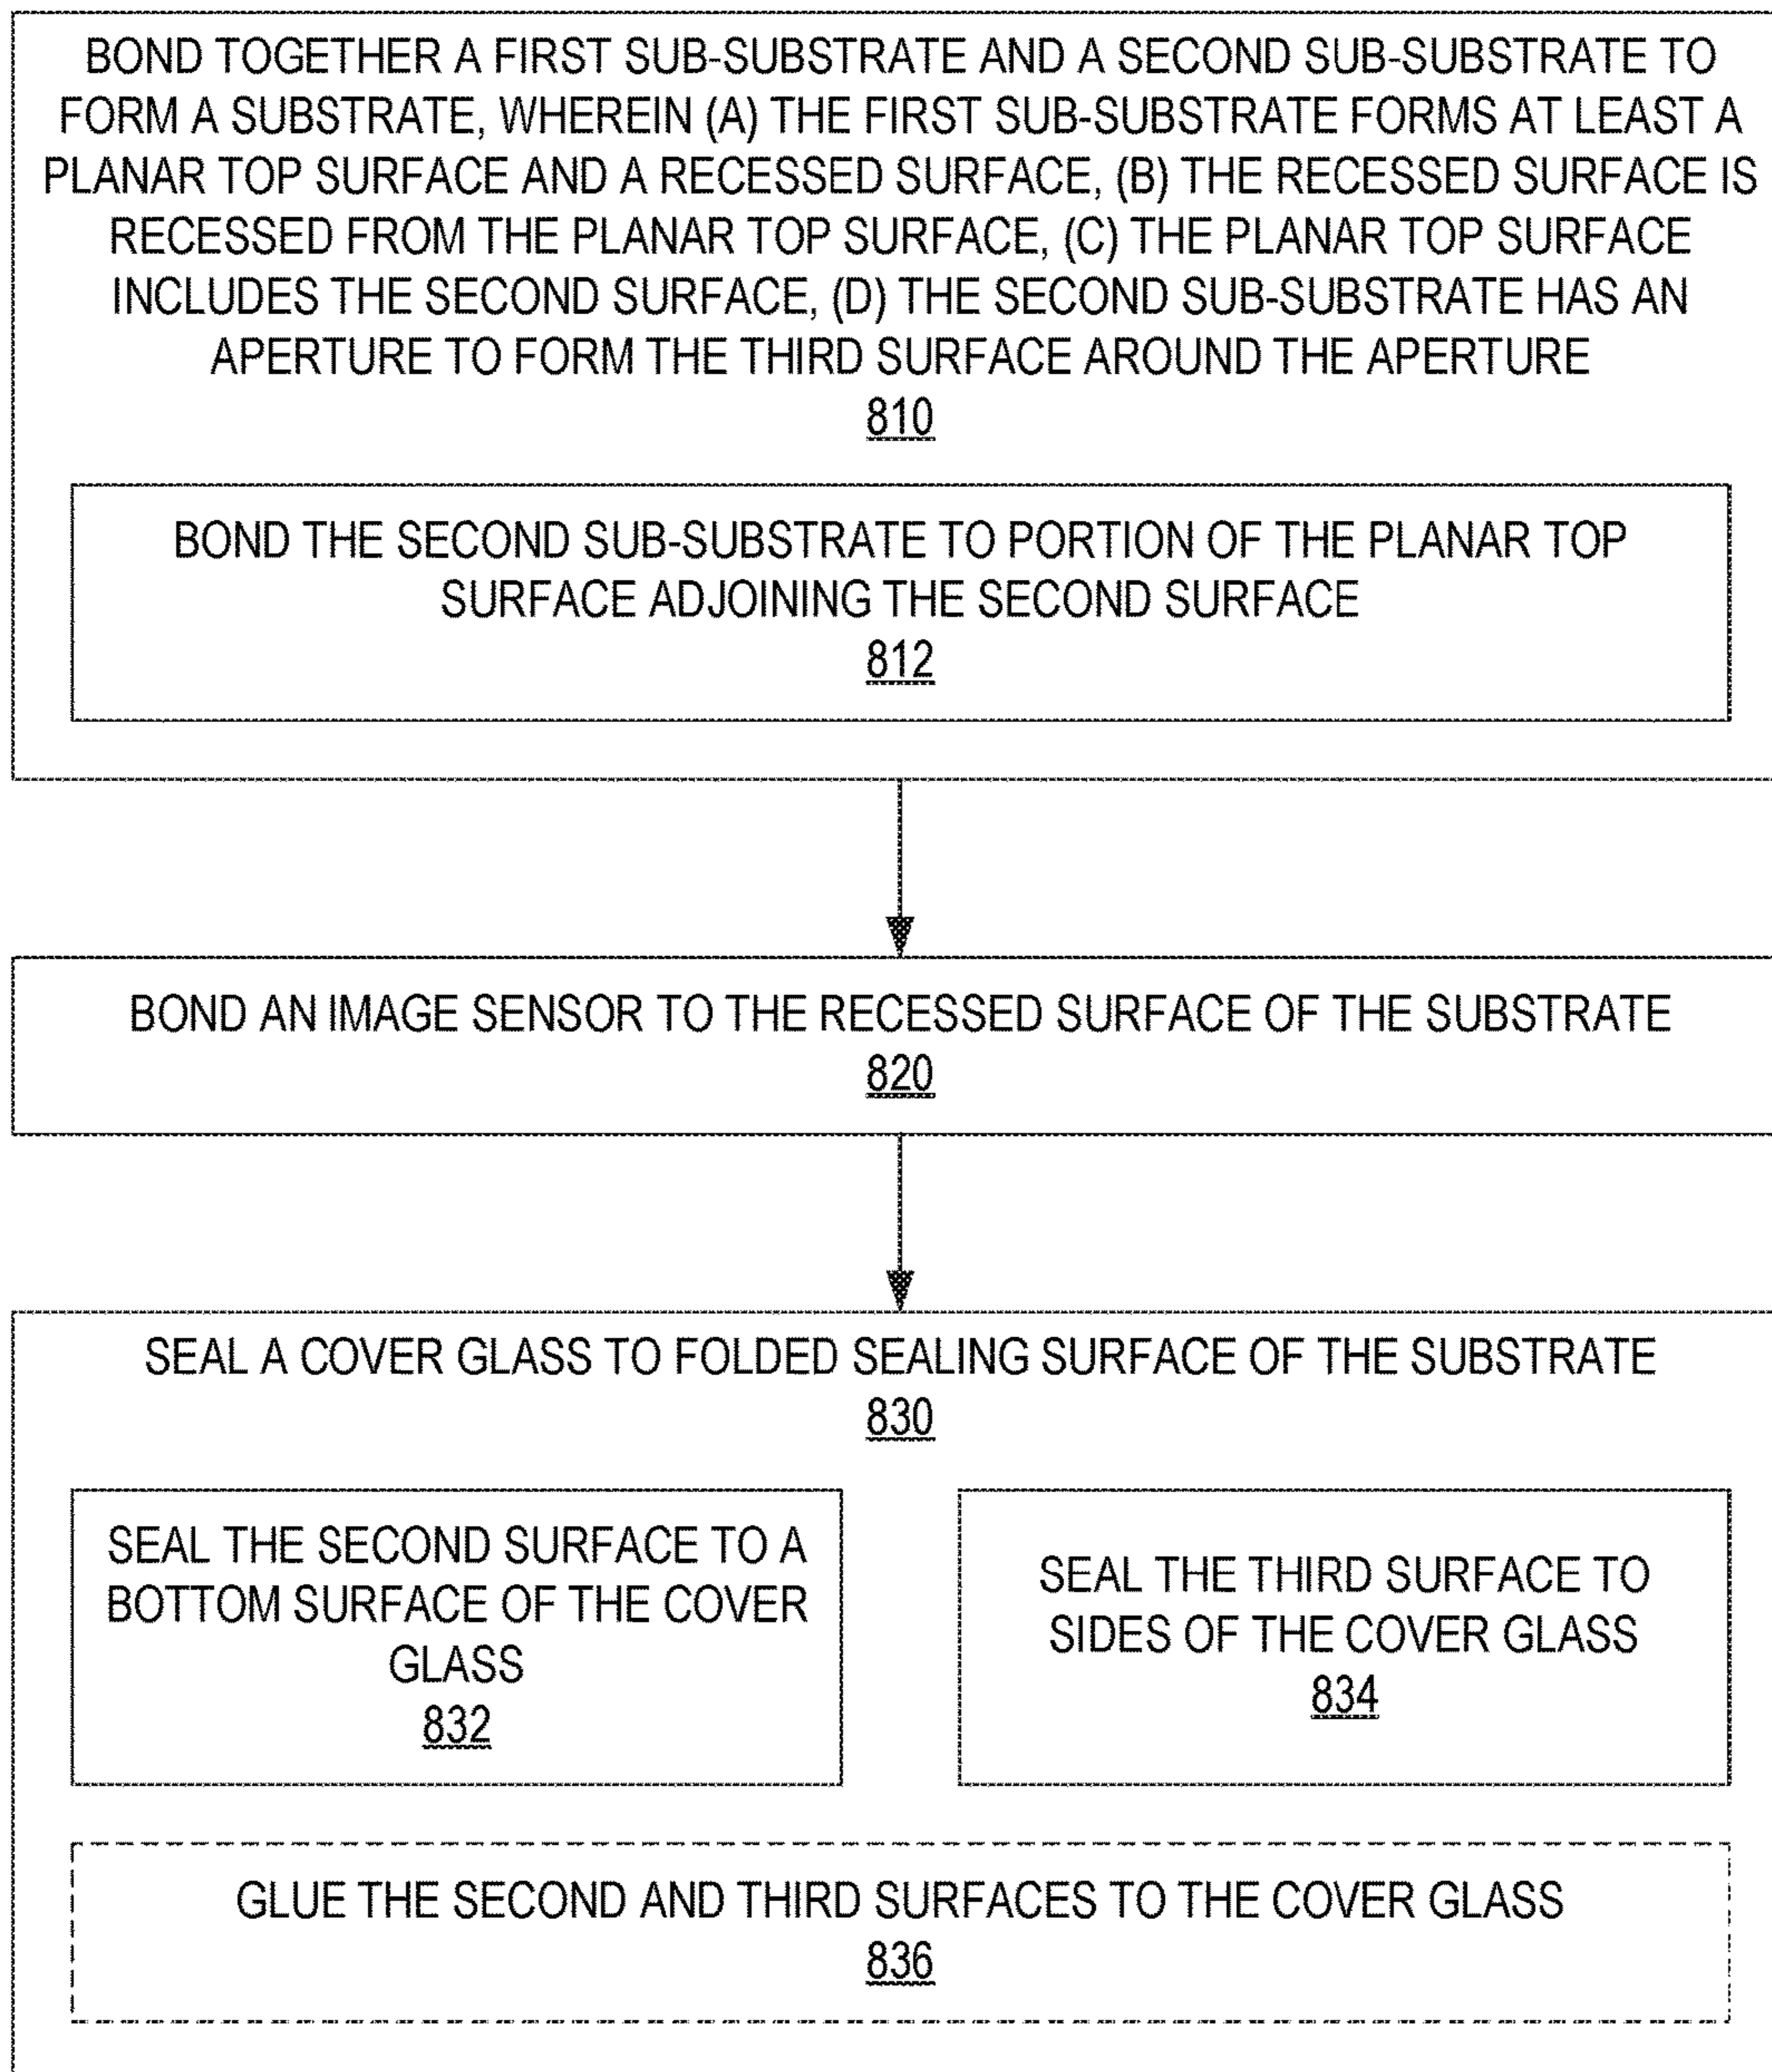 BOND TOGETHER A FIRST SUB-SUBSTRATE AND A SECOND SUB-SUBSTRATE TO
FORM A SUBSTRATE, WHEREIN (A) THE FIRST SUB-SUBSTRATE FORMS AT LEAST A
PLANAR TOP SURFACE AND A RECESSED SURFACE, (B) THE RECESSED SURFACE IS
RECESSED FROM THE PLANAR TOP SURFACE, (C) THE PLANAR TOP SURFACE
INCLUDES THE SECOND SURFACE, (D) THE SECOND SUB-SUBSTRATE HAS AN
APERTURE TO FORM THE THIRD SURFACE AROUND THE APERTURE
810
BOND THE SECOND SUB-SUBSTRATE TO PORTION OF THE PLANAR TOP
SURFACE ADJOINING THE SECOND SURFACE
812
BOND AN IMAGE SENSOR TO THE RECESSED SURFACE OF THE SUBSTRATE
820
SEAL A COVER GLASS TO FOLDED SEALING SURFACE OF THE SUBSTRATE
830
SEAL THE SECOND SURFACE TO A
BOTTOM SURFACE OF THE COVER
GLASS
832
SEAL THE THIRD SURFACE TO
SIDES OF THE COVER GLASS
834
GLUE THE SECOND AND THIRD SURFACES TO THE COVER GLASS
836